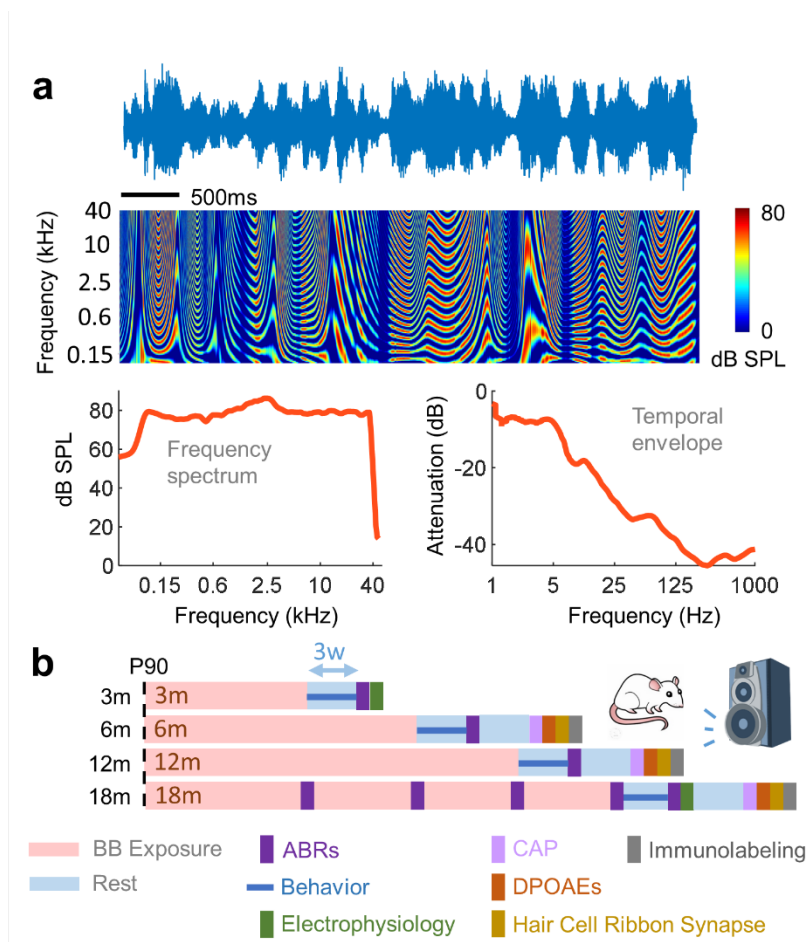 a
500ms
Frequency (kHz)
40
10
2.5
0.6
0.15
80
0
dB SPL
dB SPL
80
60
40
20
0
Frequency
spectrum
0.15 0.6 2.5 10 40
Frequency (kHz)
Attenuation (dB)
0
-20
-40
Temporal
envelope
1 5 25 125 1000
Frequency (Hz)
b
P90
3w
3m 3m
6m 6m
12m 12m
18m 18m
BB Exposure ABRs CAP Immunolabeling
Rest Behavior DPOAEs
Electrophysiology Hair Cell Ribbon Synapse